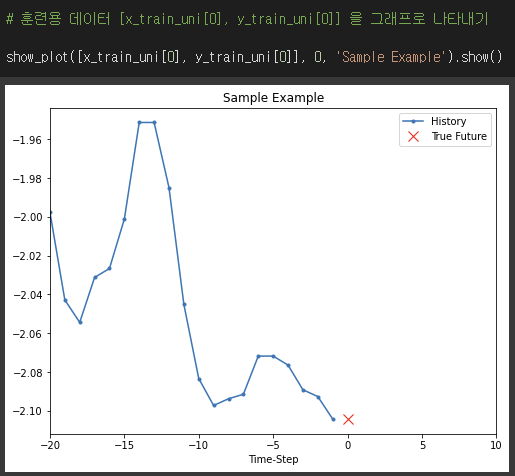 # 훈련용 데이터 [x_train_uni[0], y_train_uni[0]] 을 그래프로 나타내기
show_plot([x_train_uni[0], y_train_uni[0]], 0, 'Sample Example').show()
Sample Example
History
True Future
−1.96
−1.98
−2.00
−2.02
−2.04
−2.06
−2.08
−2.10
−20 −15 −10 −5 0 5 10
Time-Step